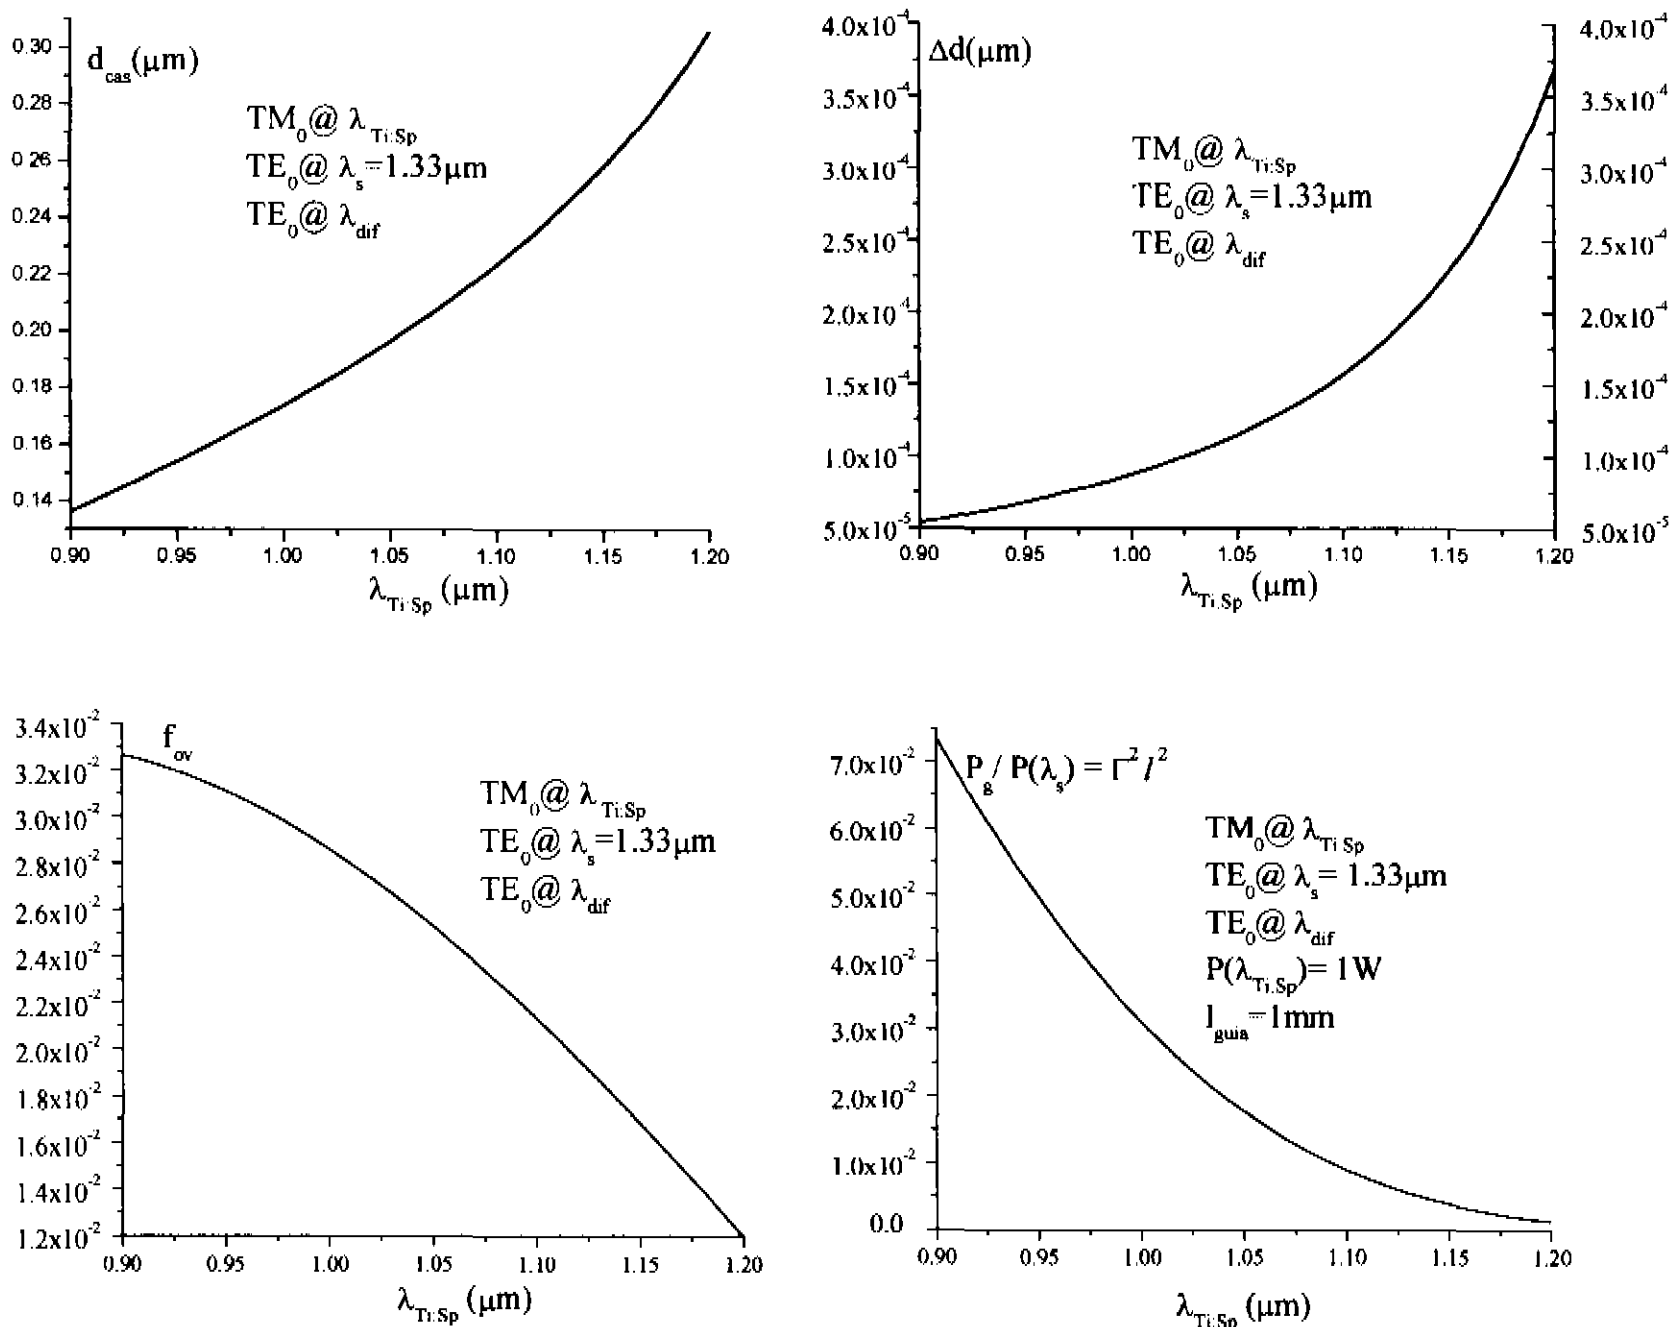 d_cas(μm)
TM_0@ λ_Ti:Sp
TE_0@ λ_s=1.33μm
TE_0@ λ_dif
0.30
0.28
0.26
0.24
0.22
0.20
0.18
0.16
0.14
0.90 0.95 1.00 1.05 1.10 1.15 1.20
λ_Ti:Sp (μm)
Δd(μm)
TM_0@ λ_Ti:Sp
TE_0@ λ_s=1.33μm
TE_0@ λ_dif
4.0x10^-4
3.5x10^-4
3.0x10^-4
2.5x10^-4
2.0x10^-4
1.5x10^-4
1.0x10^-4
5.0x10^-5
4.0x10^-4
3.5x10^-4
3.0x10^-4
2.5x10^-4
2.0x10^-4
1.5x10^-4
1.0x10^-4
5.0x10^-5
0.90 0.95 1.00 1.05 1.10 1.15 1.20
λ_Ti:Sp (μm)
f_ov
TM_0@ λ_Ti:Sp
TE_0@ λ_s=1.33μm
TE_0@ λ_dif
3.4x10^-2
3.2x10^-2
3.0x10^-2
2.8x10^-2
2.6x10^-2
2.4x10^-2
2.2x10^-2
2.0x10^-2
1.8x10^-2
1.6x10^-2
1.4x10^-2
1.2x10^-2
0.90 0.95 1.00 1.05 1.10 1.15 1.20
λ_Ti:Sp (μm)
P_g/ P(λ_s) = Γ^2 l^2
TM_0@ λ_Ti:Sp
TE_0@ λ_s= 1.33μm
TE_0@ λ_dif
P(λ_Ti:Sp)= 1W
l_guia=1mm
7.0x10^-2
6.0x10^-2
5.0x10^-2
4.0x10^-2
3.0x10^-2
2.0x10^-2
1.0x10^-2
0.0
0.90 0.95 1.00 1.05 1.10 1.15 1.20
λ_Ti:Sp (μm)